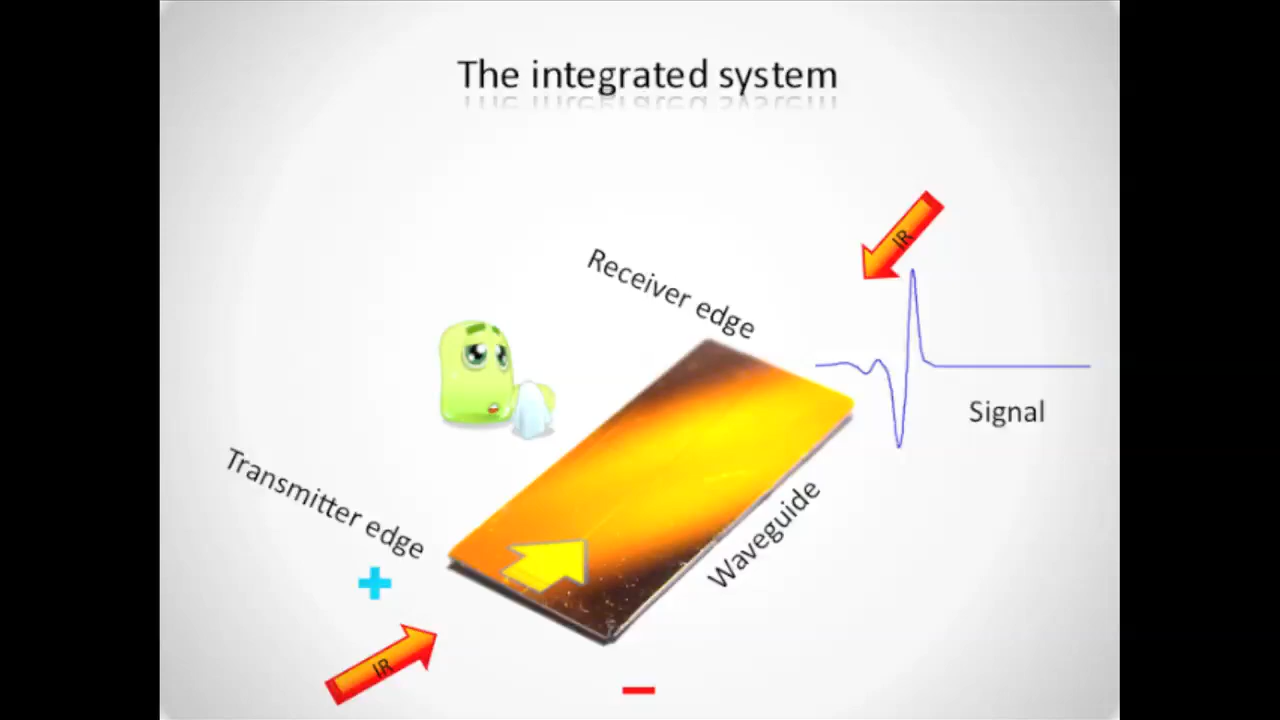 The integrated system
IR
Receiver edge
Signal
Transmitter edge
Waveguide
+
IR
-